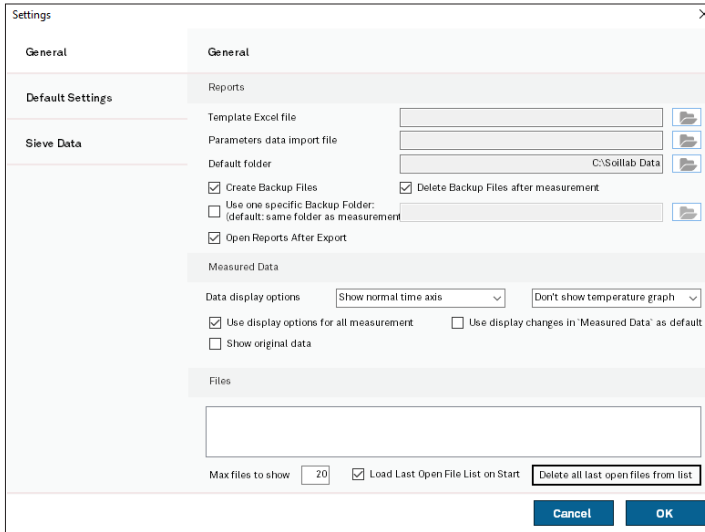 Settings
General
Default Settings
Sieve Data
General
Reports
Template Excel file
Parameters data import file
Default folder C:\Soillab Data
Create Backup Files Delete Backup Files after measurement
Use one specific Backup Folder:
(default: same folder as measurement
Open Reports After Export
Measured Data
Data display options Show normal time axis Don't show temperature graph
Use display options for all measurement Use display changes in `Measured Data` as default
Show original data
Files
Max files to show 20 Load Last Open File List on Start Delete all last open files from list
Cancel OK